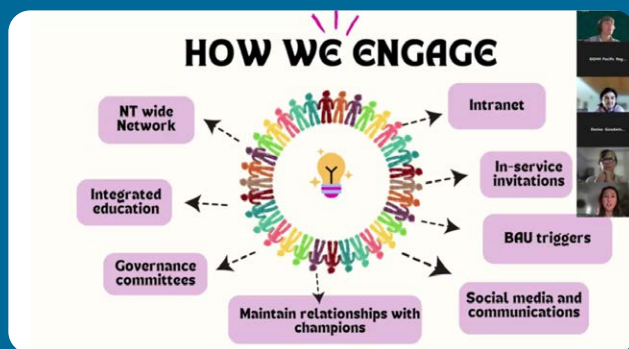 HOW WE ENGAGE
NT wide
Network
Intranet
In-service
invitations
Integrated
education
BAU triggers
Governance
committees
Social media and
communications
Maintain relationships with
champions